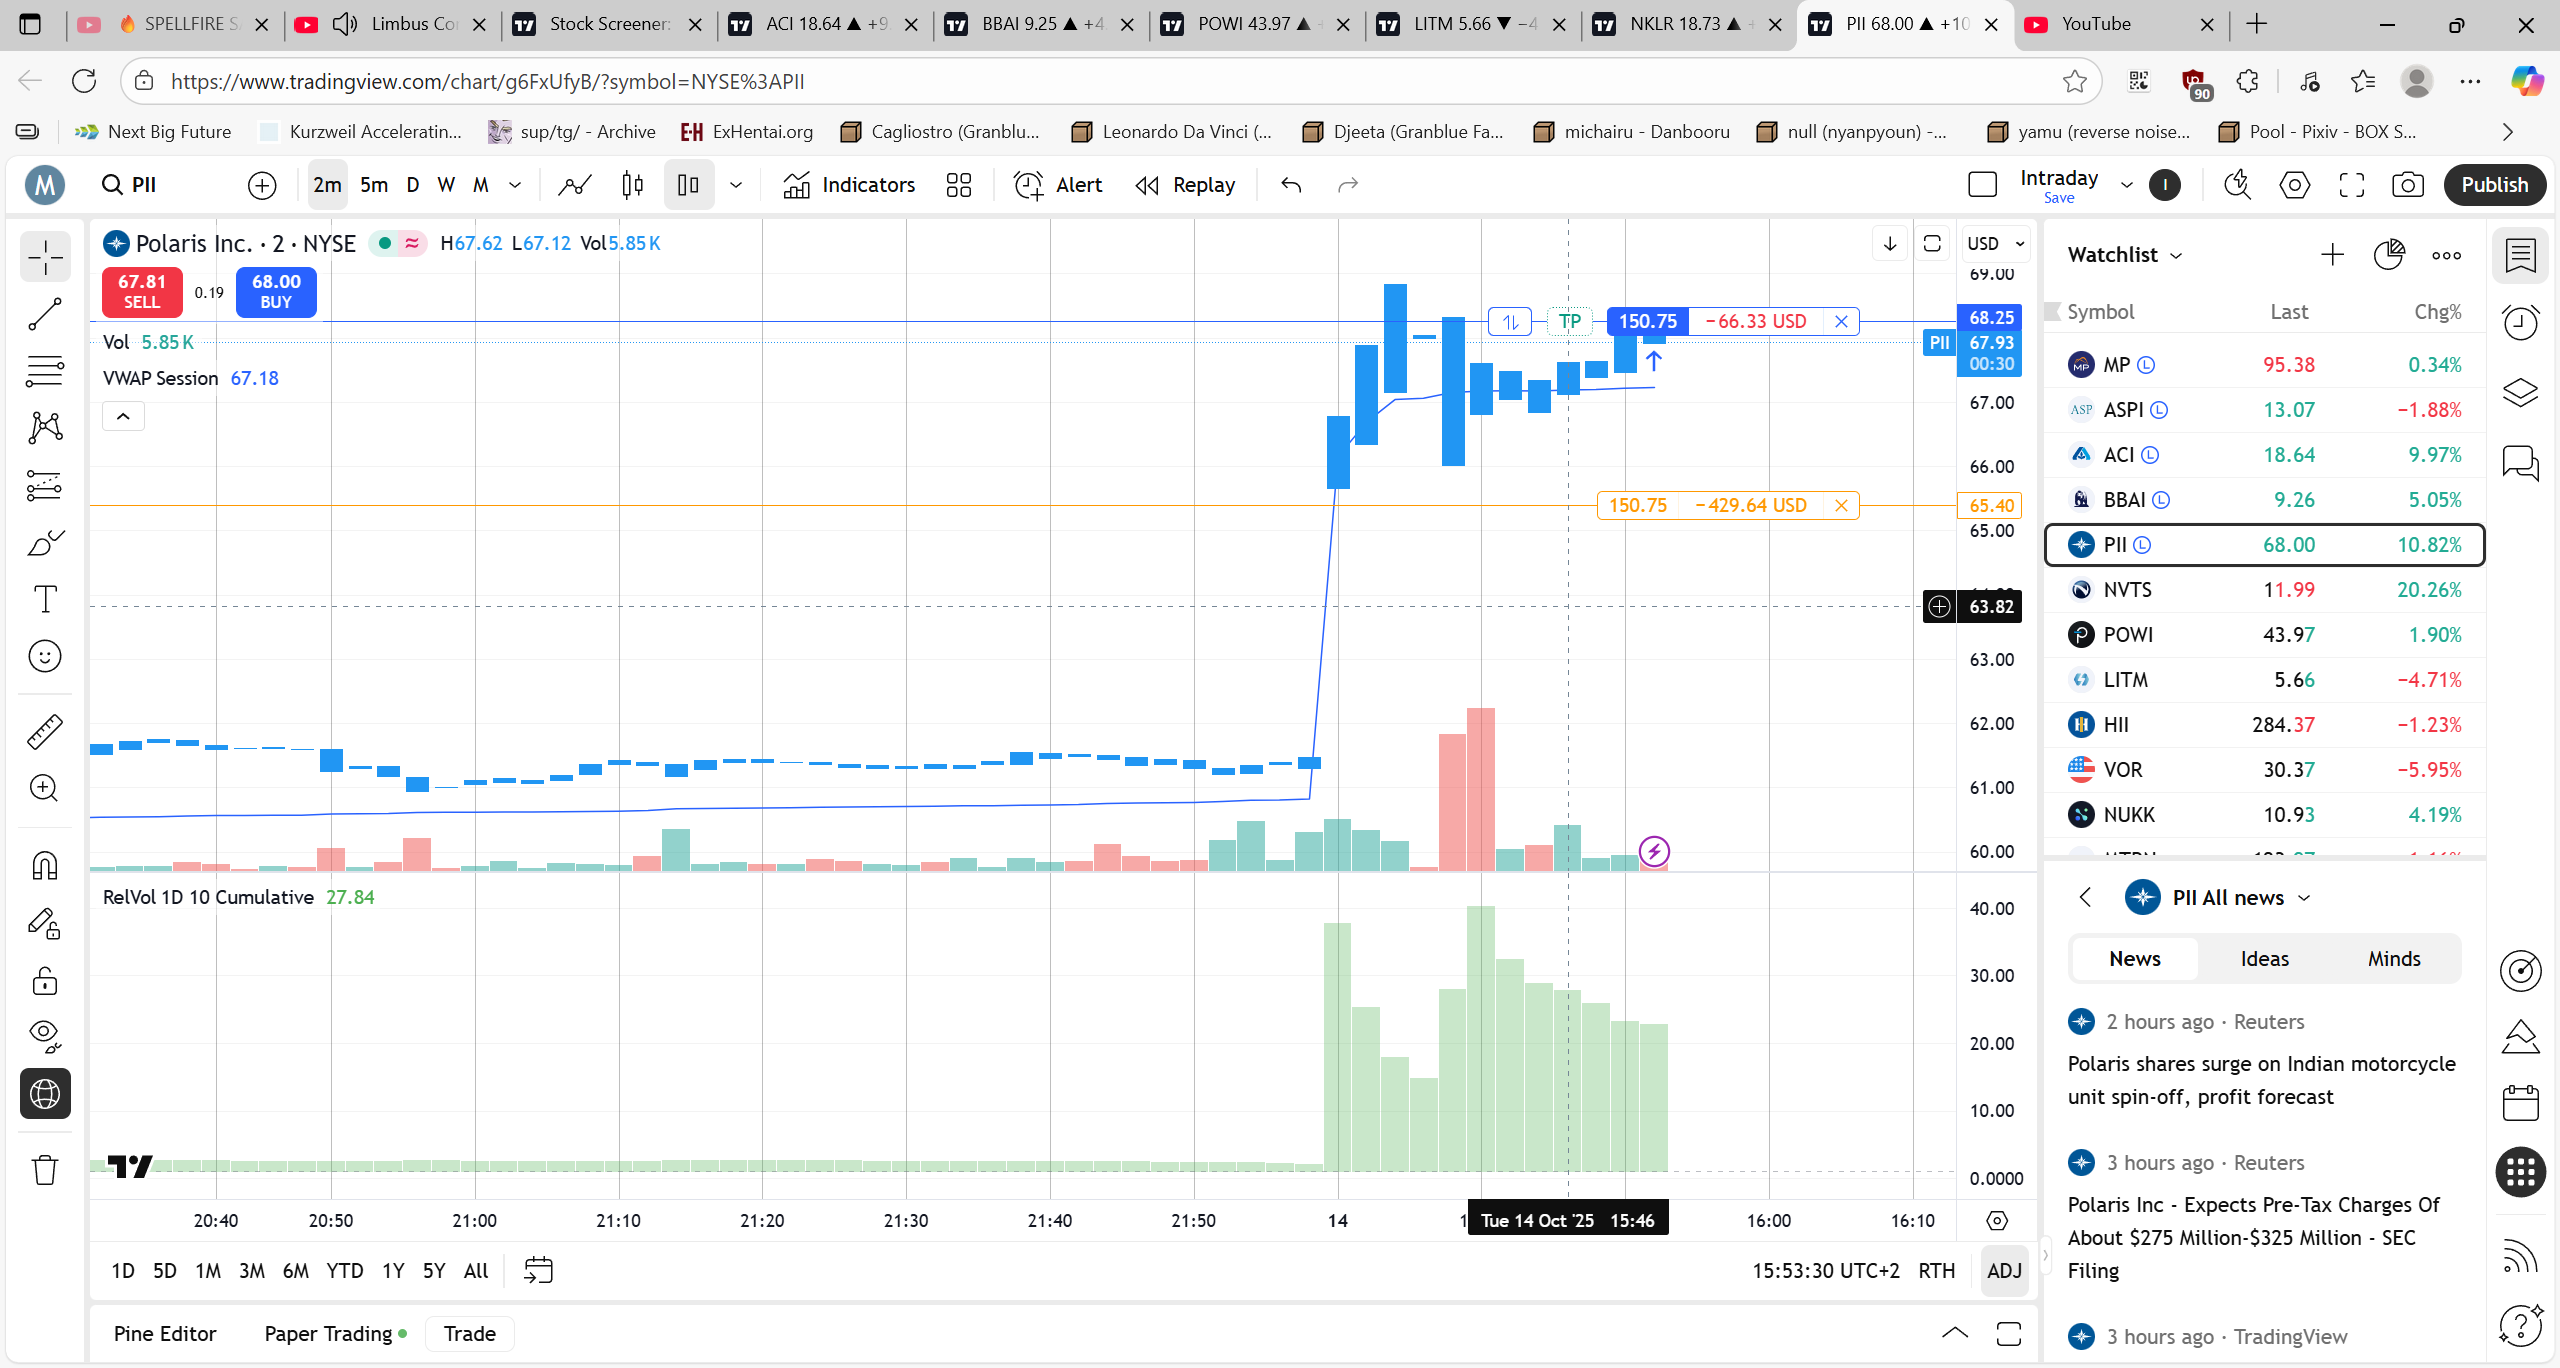 SPELLFIRE S
Limbus Co
Stock Screener:
ACI 18.64 ▲ +9
BBAI 9.25 ▲ +4
POWI 43.97 ▲
LITM 5.66 ▼ −4
NKLR 18.73 ▲
PII 68.00 ▲ +10
YouTube
https://www.tradingview.com/chart/g6FxUfyB/?symbol=NYSE%3APII
90
Next Big Future
Kurzweil Acceleratin...
sup/tg/ - Archive
E-H ExHentai.org
Cagliostro (Granblu...
Leonardo Da Vinci (...
Djeeta (Granblue Fa...
michairu - Danbooru
null (nyanpyoun) -...
yamu (reverse noise...
Pool - Pixiv - BOX S...
M
PII
2m 5m D W M
Indicators
Alert
Replay
Intraday
Save
I
Publish
Polaris Inc. · 2 · NYSE
H67.62 L67.12 Vol5.85 K
67.81
SELL
0.19
68.00
BUY
Vol 5.85 K
VWAP Session 67.18
TP
150.75 −66.33 USD
150.75 −429.64 USD
USD
69.00
68.25
PII 67.93
00:30
67.00
66.00
65.40
65.00
63.82
63.00
62.00
61.00
60.00
RelVol 1D 10 Cumulative 27.84
40.00
30.00
20.00
10.00
0.0000
20:40 20:50 21:00 21:10 21:20 21:30 21:40 21:50 14
Tue 14 Oct '25 15:46
16:00 16:10
1D 5D 1M 3M 6M YTD 1Y 5Y All
15:53:30 UTC+2 RTH ADJ
Pine Editor
Paper Trading
Trade
Watchlist
Symbol Last Chg%
MP L 95.38 0.34%
ASP ASPI L 13.07 −1.88%
ACI L 18.64 9.97%
BBAI L 9.26 5.05%
PII L 68.00 10.82%
NVTS 11.99 20.26%
POWI 43.97 1.90%
LITM 5.66 −4.71%
HII 284.37 −1.23%
VOR 30.37 −5.95%
NUKK 10.93 4.19%
PII All news
News Ideas Minds
2 hours ago · Reuters
Polaris shares surge on Indian motorcycle
unit spin-off, profit forecast
3 hours ago · Reuters
Polaris Inc - Expects Pre-Tax Charges Of
About $275 Million-$325 Million - SEC
Filing
3 hours ago · TradingView